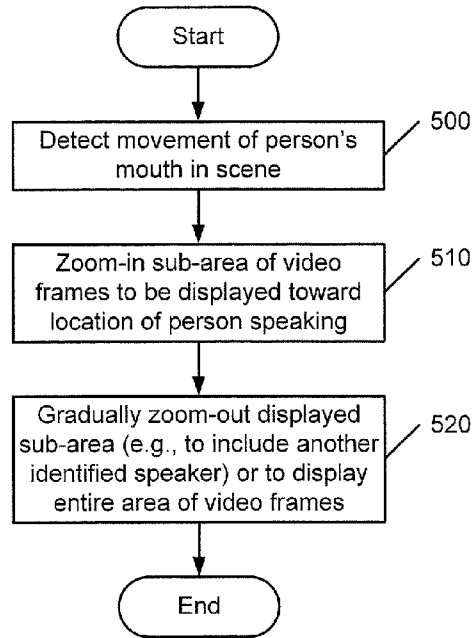 Start
Detect movement of person's
mouth in scene
500
Zoom-in sub-area of video
frames to be displayed toward
location of person speaking
510
Gradually zoom-out displayed
sub-area (e.g., to include another
identified speaker) or to display
entire area of video frames
520
End